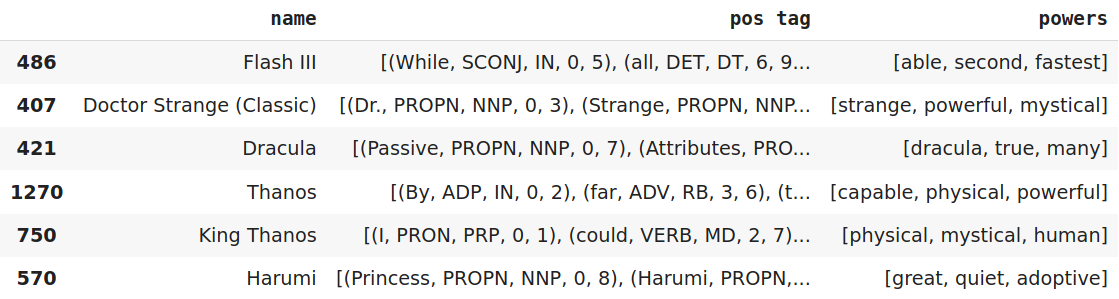 name pos tag powers
486 Flash III [(While, SCONJ, IN, 0, 5), (all, DET, DT, 6, 9... [able, second, fastest]
407 Doctor Strange (Classic) [(Dr., PROPN, NNP, 0, 3), (Strange, PROPN, NNP... [strange, powerful, mystical]
421 Dracula [(Passive, PROPN, NNP, 0, 7), (Attributes, PRO... [dracula, true, many]
1270 Thanos [(By, ADP, IN, 0, 2), (far, ADV, RB, 3, 6), (t... [capable, physical, powerful]
750 King Thanos [(I, PRON, PRP, 0, 1), (could, VERB, MD, 2, 7)... [physical, mystical, human]
570 Harumi [(Princess, PROPN, NNP, 0, 8), (Harumi, PROPN,... [great, quiet, adoptive]